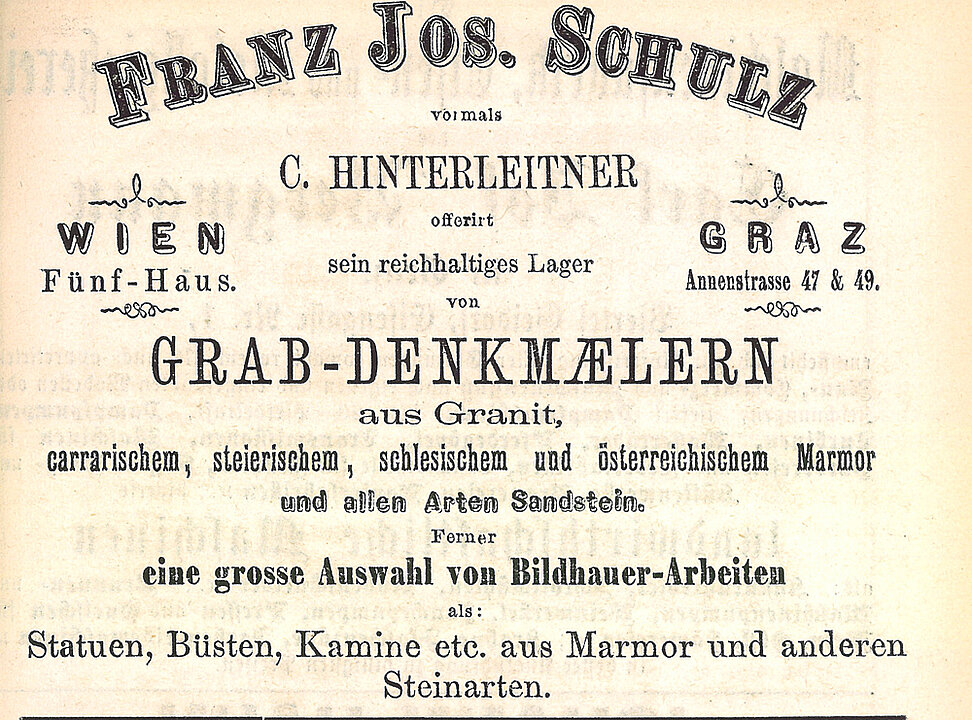 FRANZ JOS. SCHULZ
vormals
C. HINTERLEITNER
offerirt
WIEN
Fünf-Haus.
GRAZ
Annenstrasse 47 & 49.
sein reichhaltiges Lager
von
GRAB-DENKMÆLERN
aus Granit,
carrarischem, steierischem, schlesischem und österreichischem Marmor
und allen Arten Sandstein.
Ferner
eine grosse Auswahl von Bildhauer-Arbeiten
als:
Statuen, Büsten, Kamine etc. aus Marmor und anderen
Steinarten.